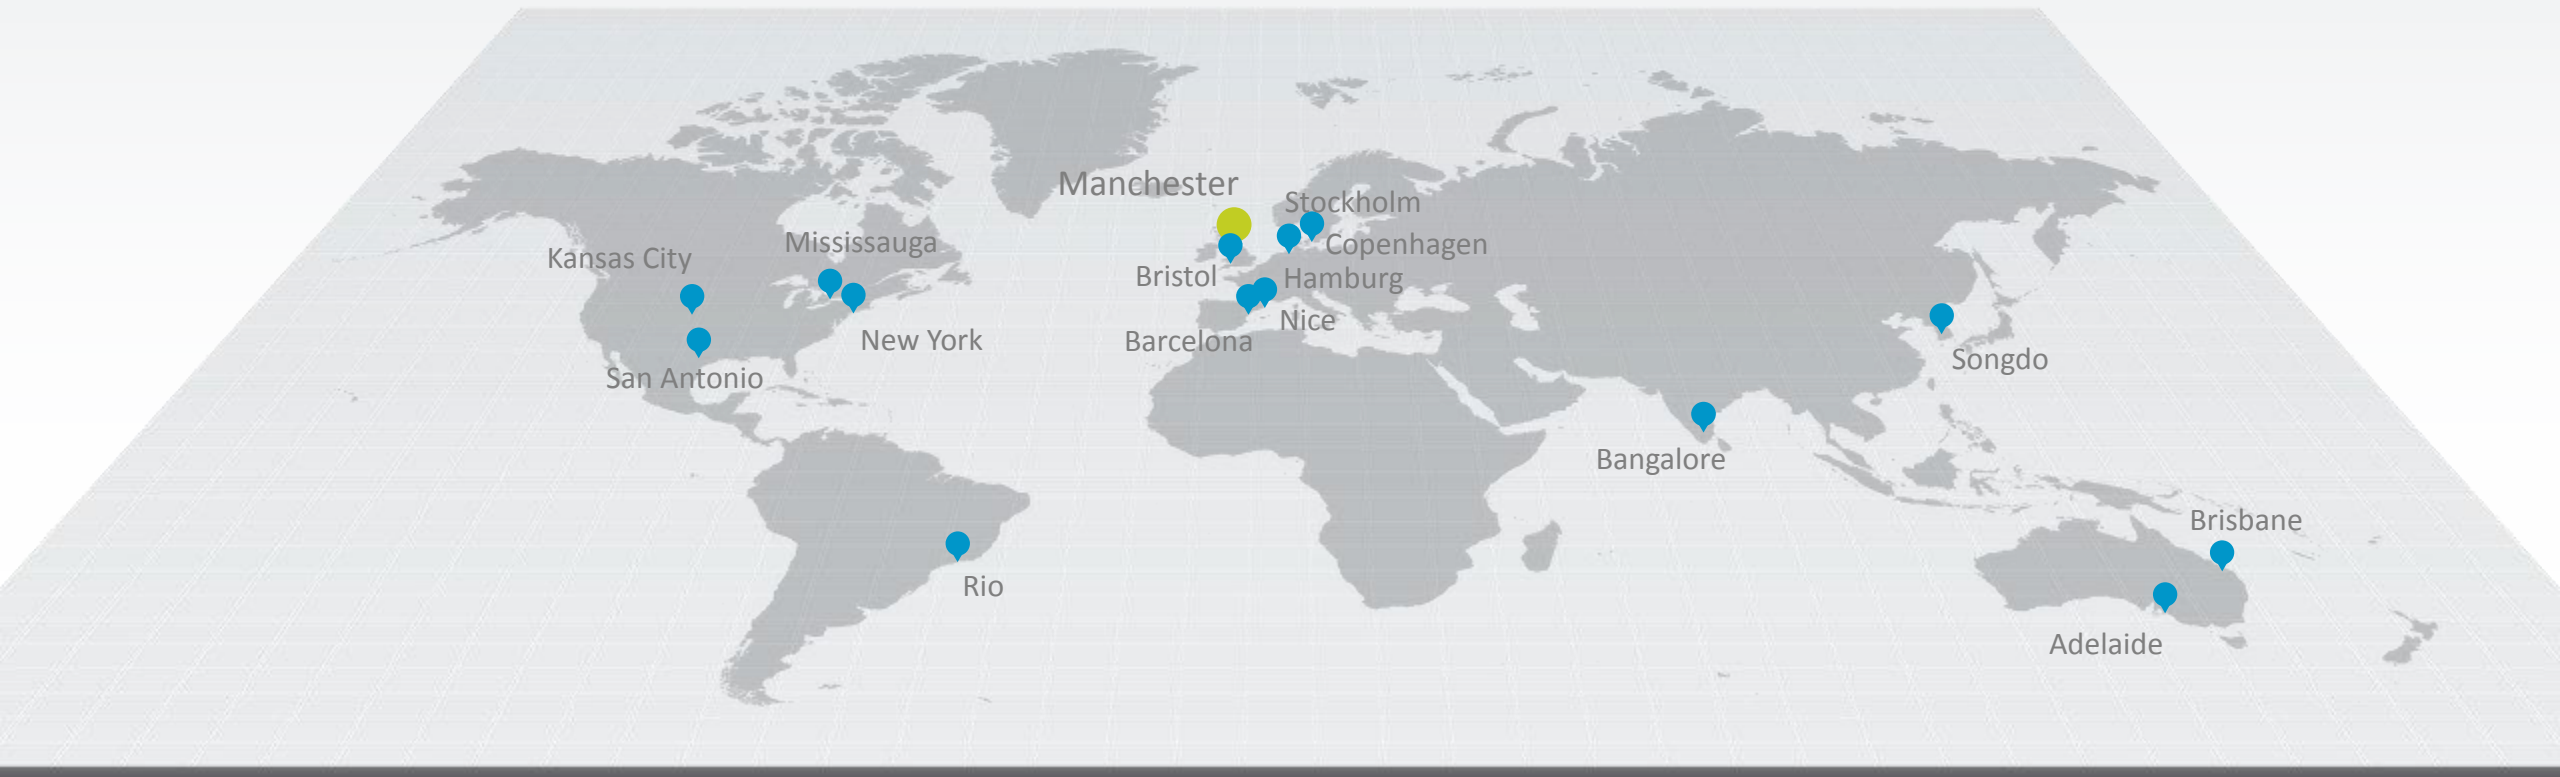 Manchester
Stockholm
Mississauga
Copenhagen
Kansas City
Bristol
Hamburg
Nice
New York
Barcelona
Songdo
San Antonio
Bangalore
Brisbane
Rio
Adelaide